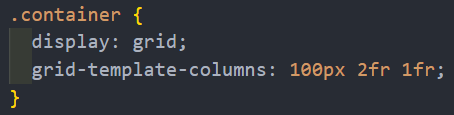 .container {
  display: grid;
  grid-template-columns: 100px 2fr 1fr;
}